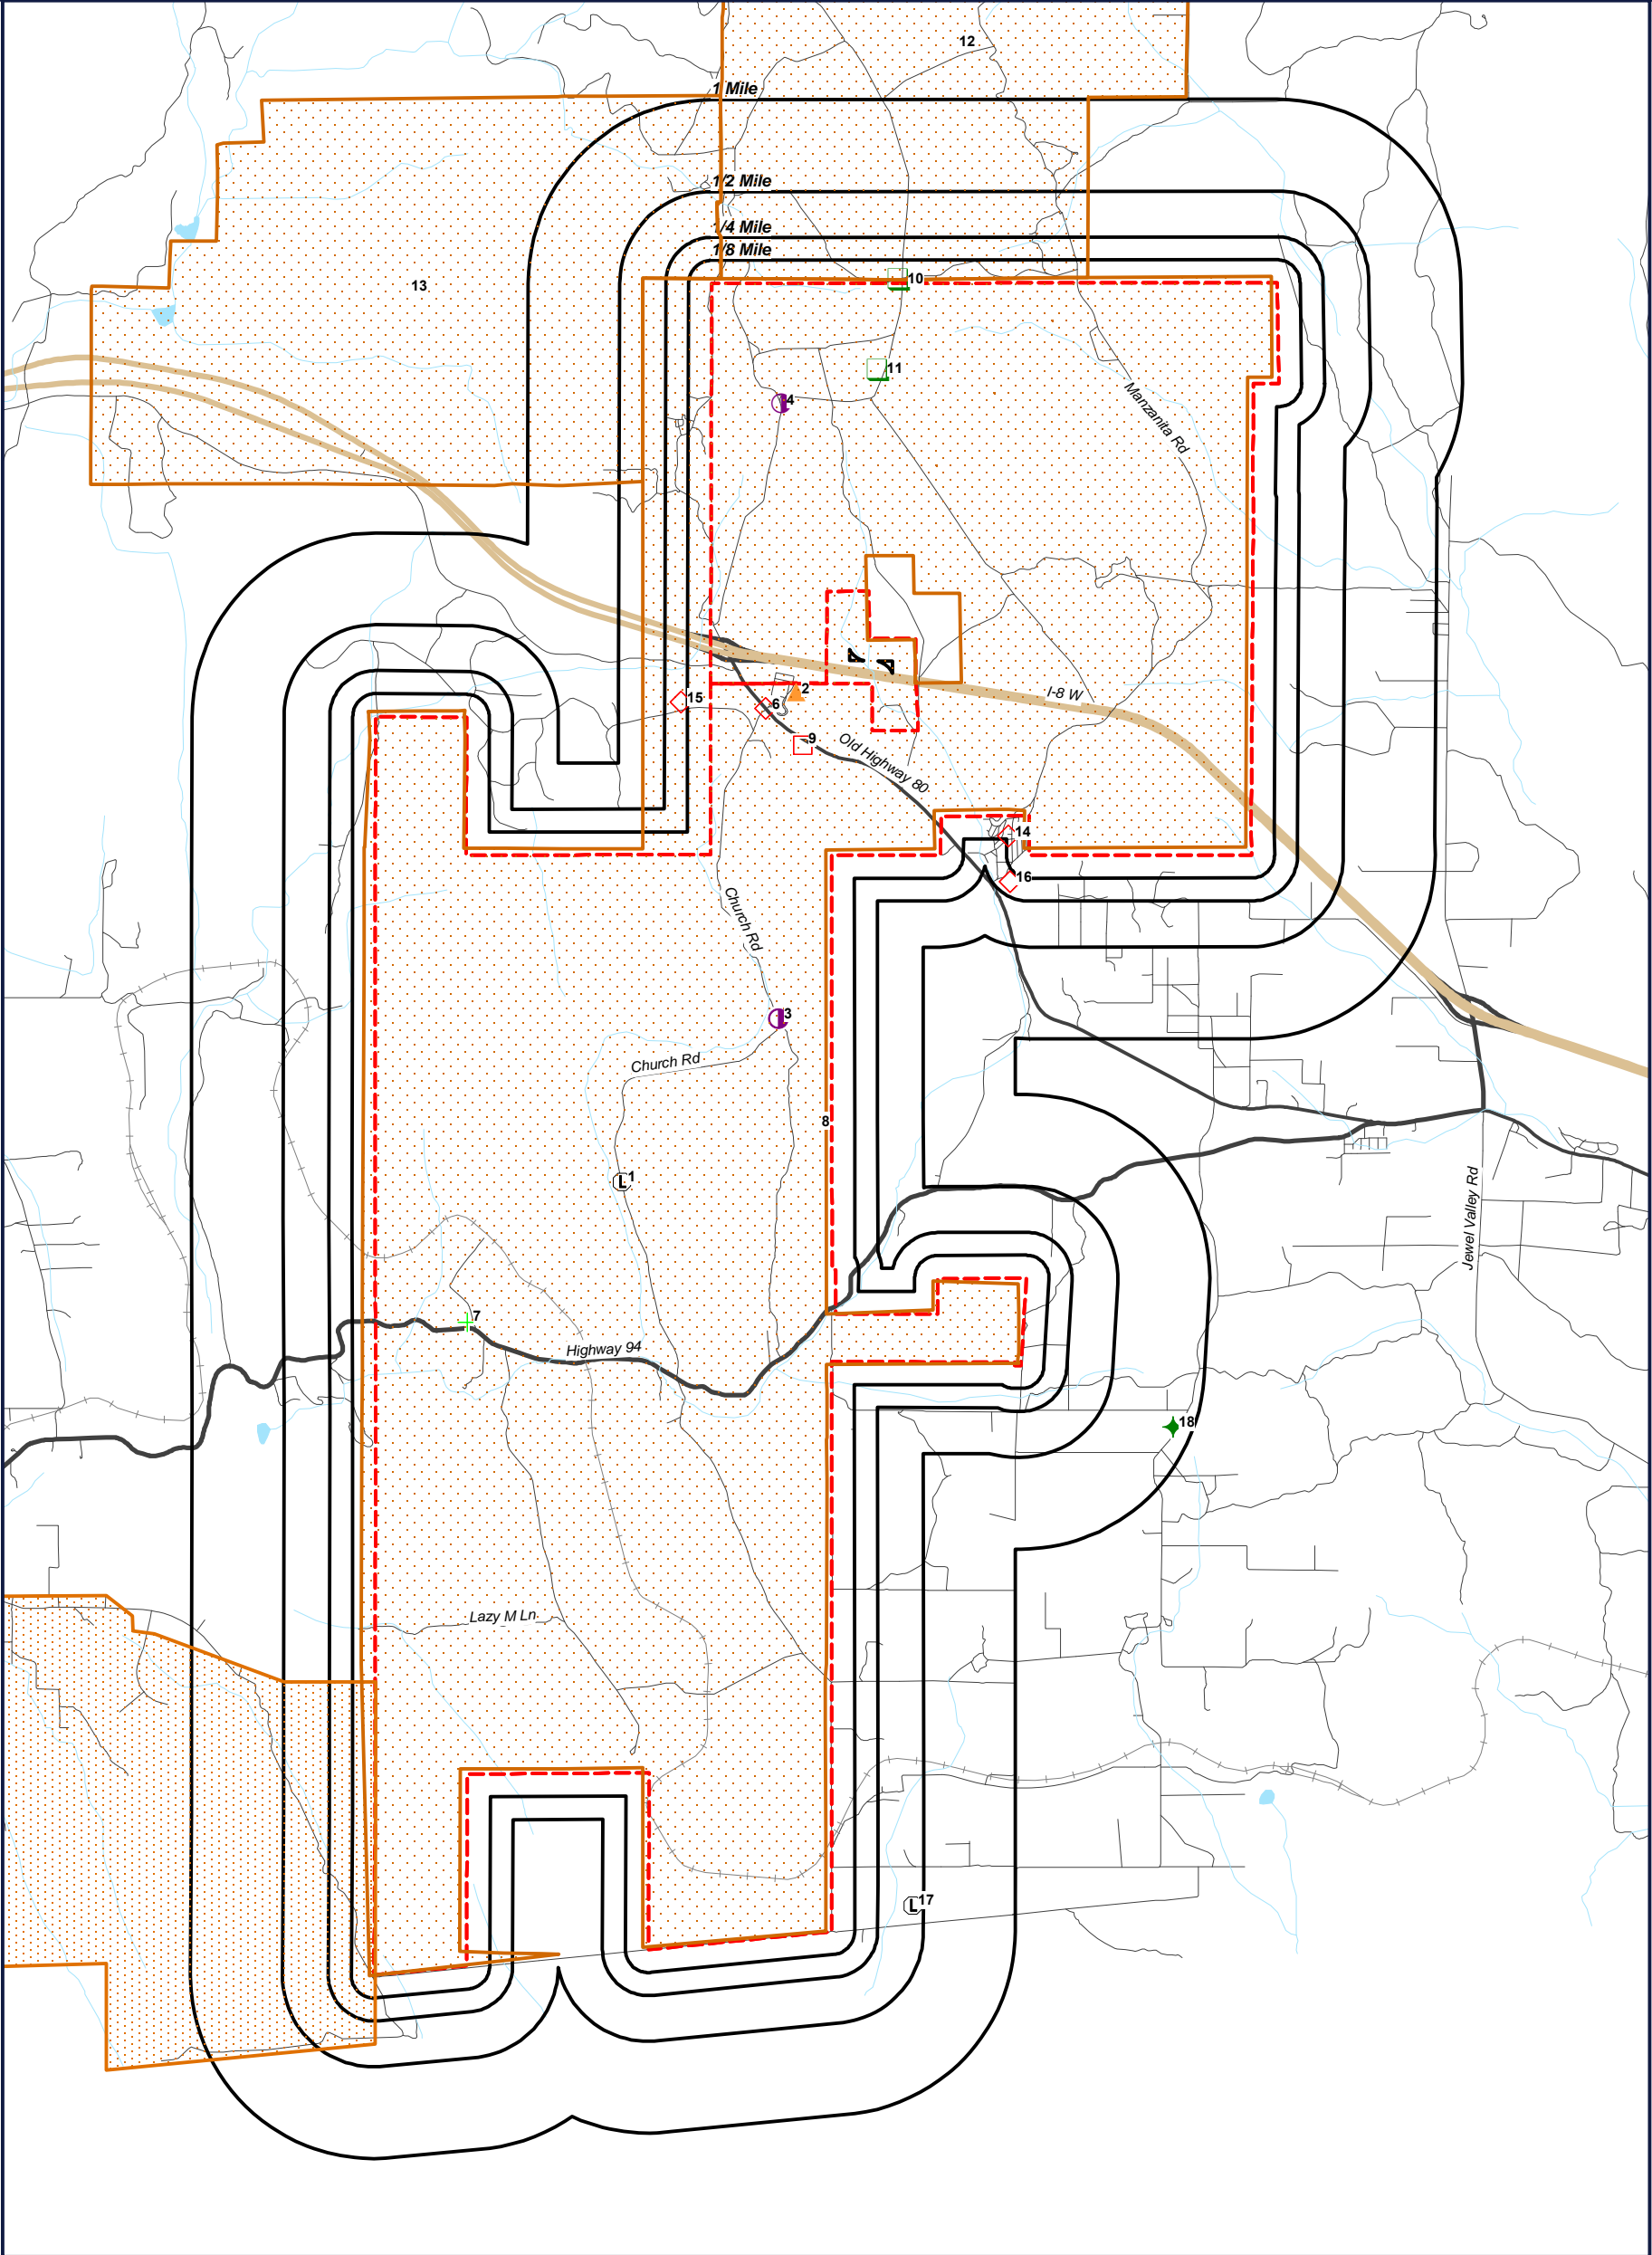 12
1 Mile
1/2 Mile
1/4 Mile
1/8 Mile
10
13
11
4
Manzanita Rd
2
I-8 W
15
6
9
Old Highway 80
14
16
Church Rd
3
Church Rd
8
L 1
Jewel Valley Rd
7
Highway 94
18
Lazy M Ln
L 17